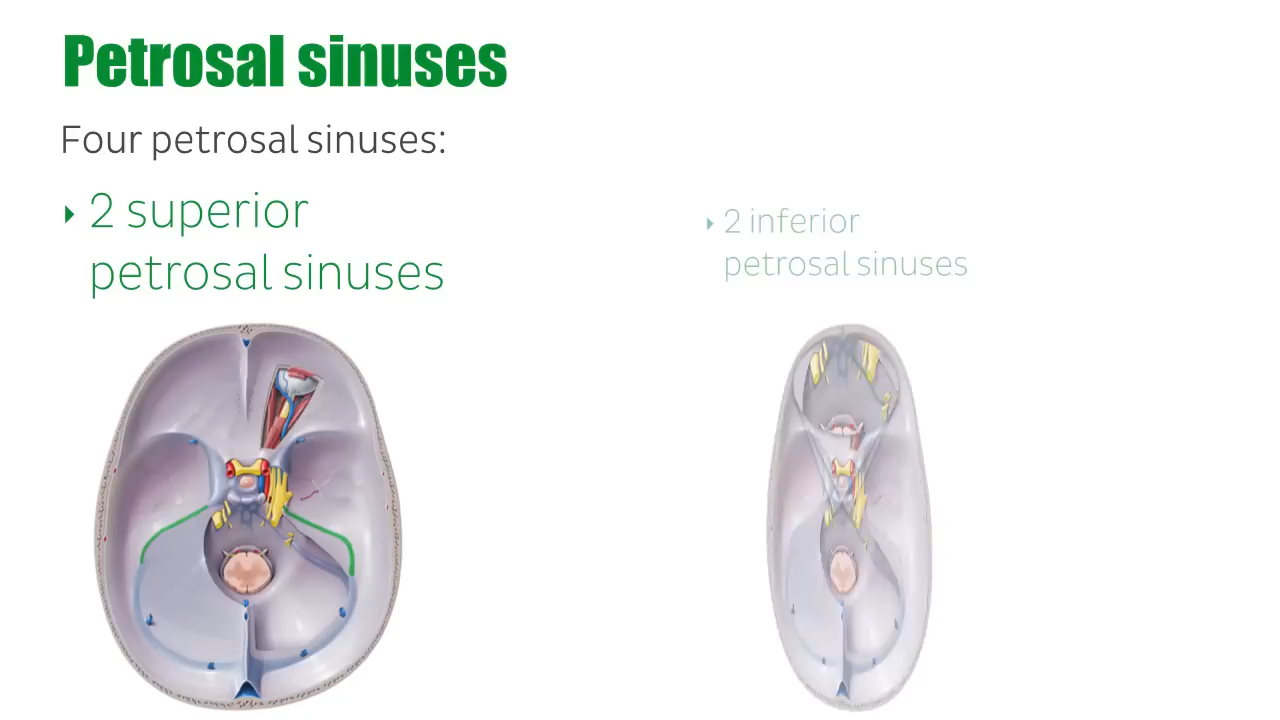 Petrosal sinuses
Four petrosal sinuses:
2 superior
petrosal sinuses
2 inferior
petrosal sinuses